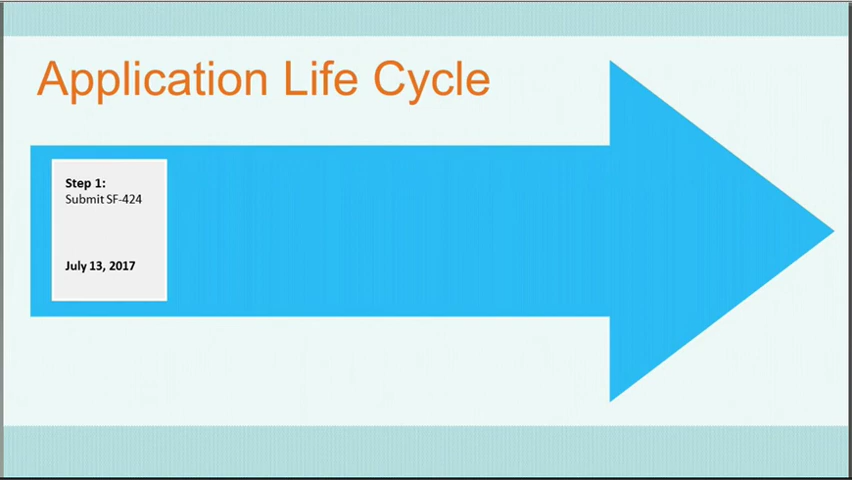 Application Life Cycle
Step 1:
Submit SF-424
July 13, 2017